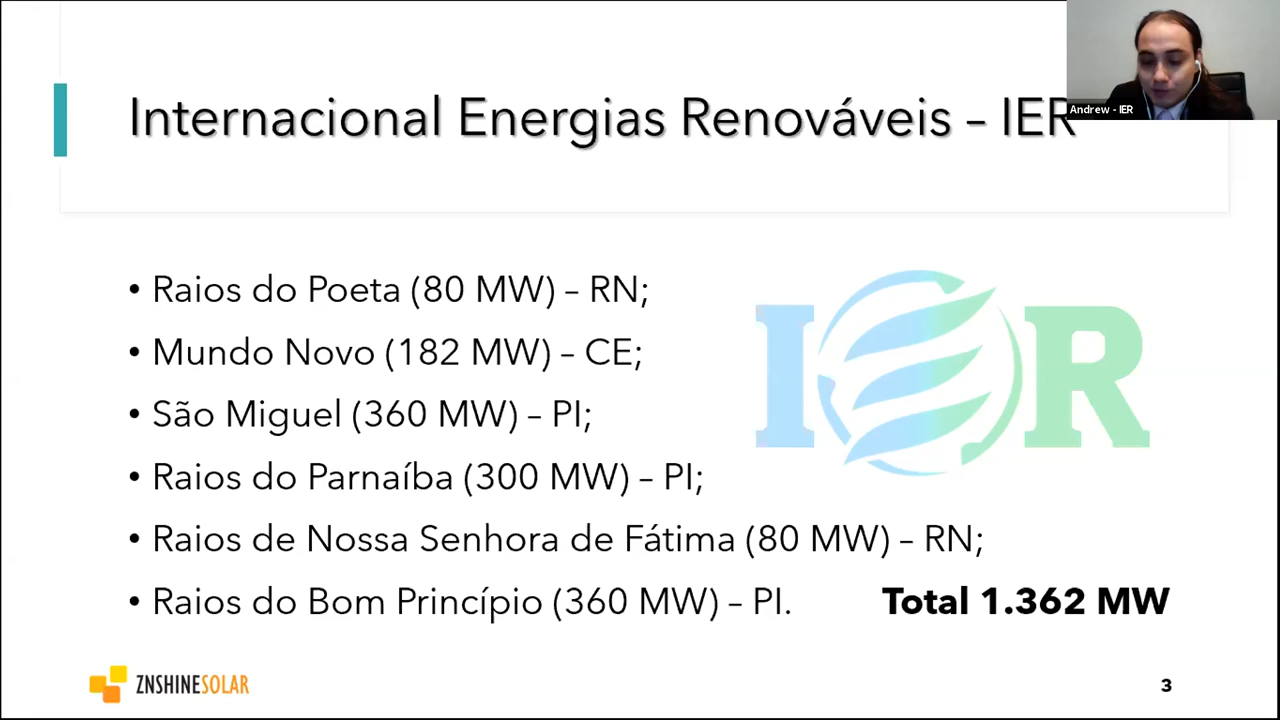 Internacional Energias Renováveis – IER
Andrew - IER
• Raios do Poeta (80 MW) – RN;
• Mundo Novo (182 MW) – CE;
• São Miguel (360 MW) – PI;
• Raios do Parnaíba (300 MW) – PI;
• Raios de Nossa Senhora de Fátima (80 MW) – RN;
• Raios do Bom Princípio (360 MW) – PI.
Total 1.362 MW
IER
ZNSHINESOLAR
3